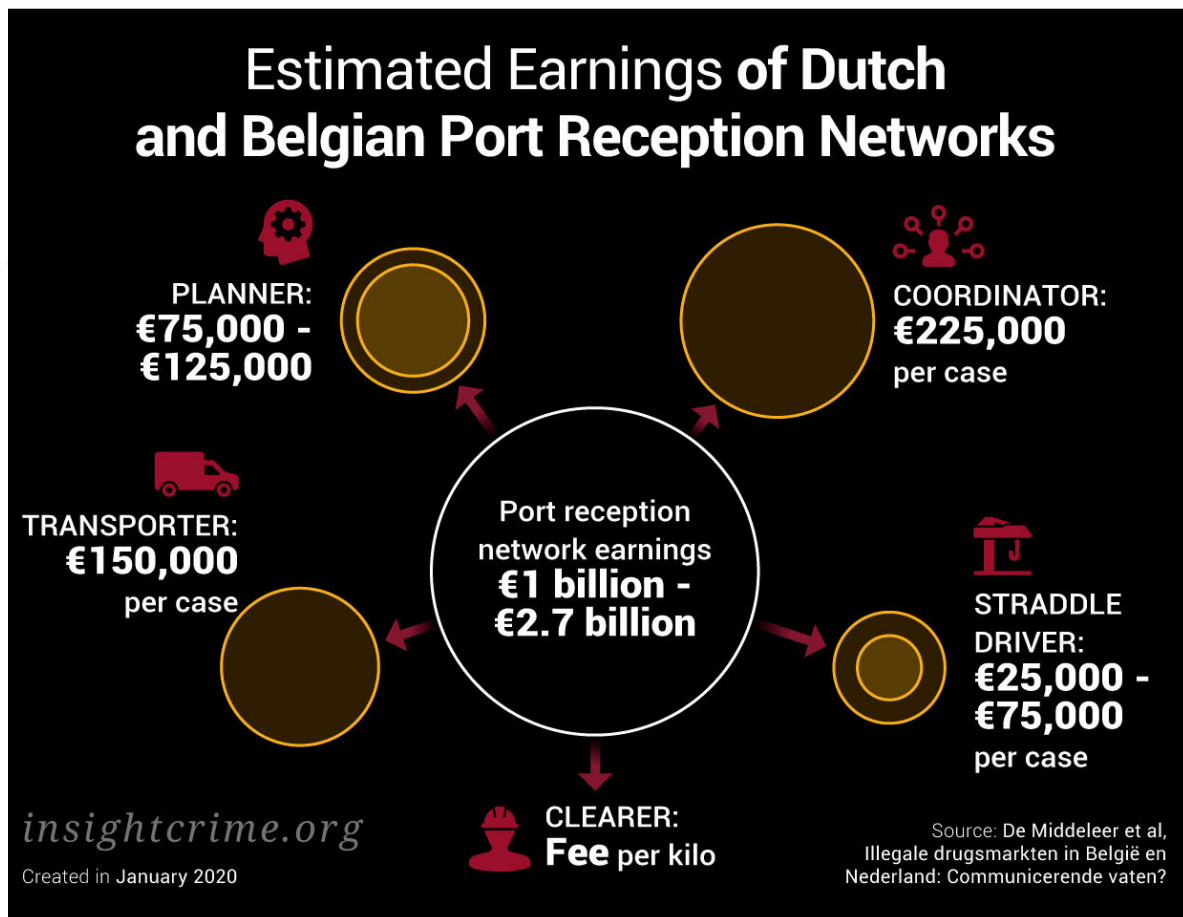 Estimated Earnings of Dutch
and Belgian Port Reception Networks
PLANNER:
€75,000 -
€125,000
COORDINATOR:
€225,000
per case
TRANSPORTER:
€150,000
per case
Port reception
network earnings
€1 billion -
€2.7 billion
STRADDLE
DRIVER:
€25,000 -
€75,000
per case
CLEARER:
Fee per kilo
insightcrime.org
Created in January 2020
Source: De Middeleer et al,
Illegale drugsmarkten in België en
Nederland: Communicerende vaten?